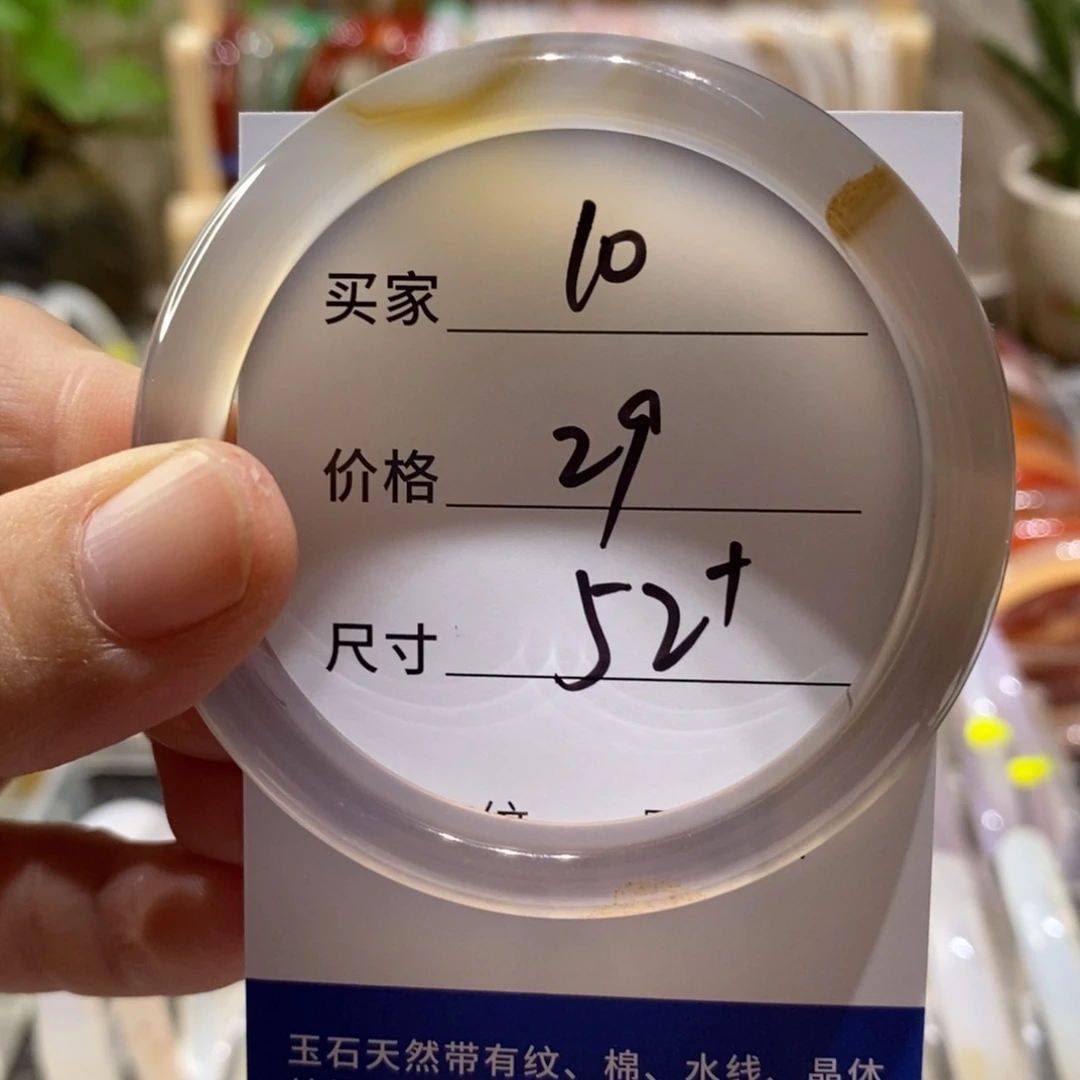 买家 10
价格 29
尺寸 52+
玉石天然带有纹、棉、水线、晶体